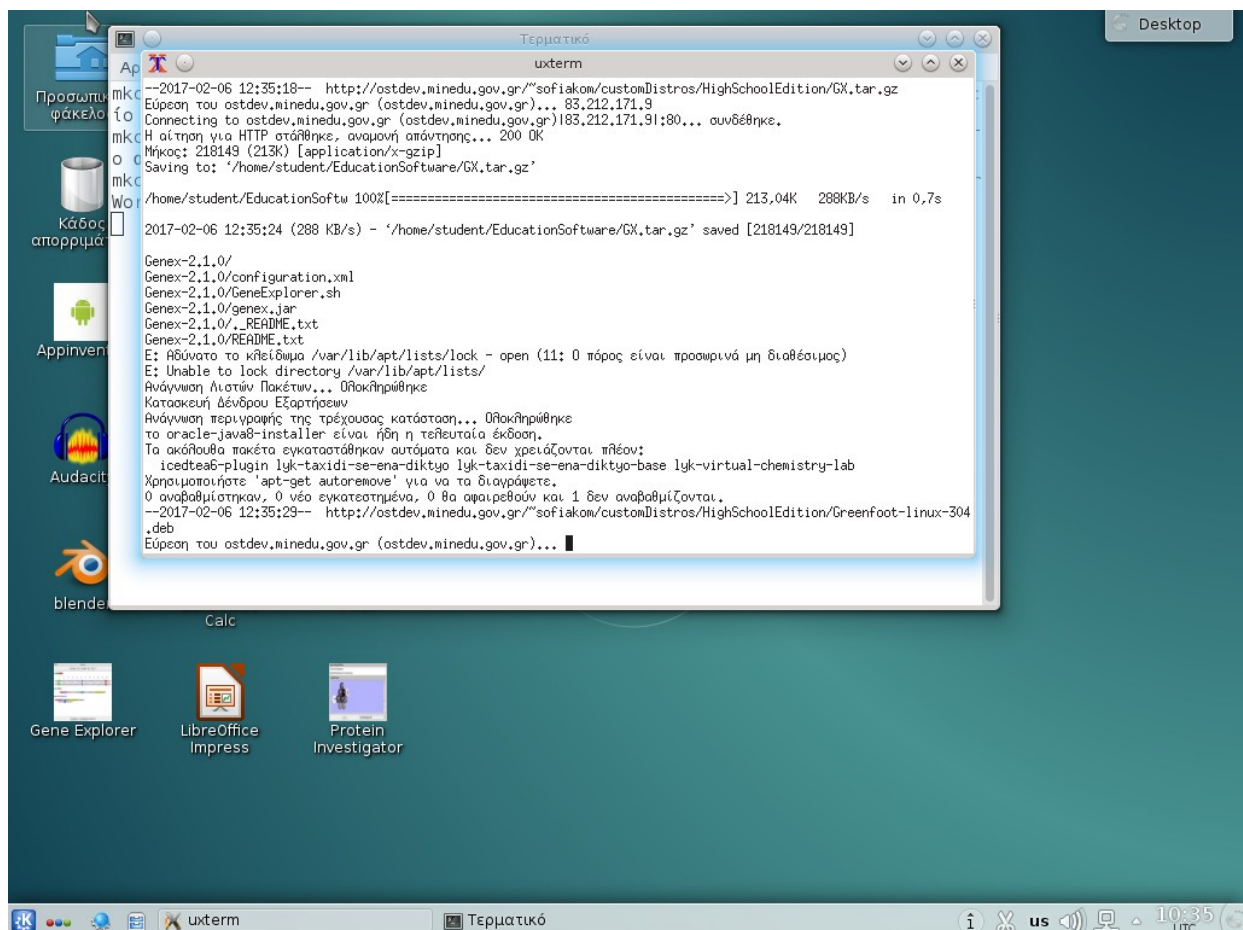 Desktop
Τερματικό
uxterm
Αρ
Προσωπικ
φάκελο
mkc
ίο
mkc
ο
mkc
Wor
--2017-02-06 12:35:18-- http://ostdev.minedu.gov.gr/~sofiakom/customDistros/HighSchoolEdition/GX.tar.gz
Εύρεση του ostdev.minedu.gov.gr (ostdev.minedu.gov.gr)... 83.212.171.9
Connecting to ostdev.minedu.gov.gr (ostdev.minedu.gov.gr)|83.212.171.9|:80... συνδέθηκε.
Η αίτηση για HTTP στάλθηκε, αναμονή απάντησης... 200 OK
Μήκος: 218149 (213K) [application/x-gzip]
Saving to: ‘/home/student/EducationSoftware/GX.tar.gz’
/home/student/EducationSoftw 100%[==============================================>] 213,04K 288KB/s in 0,7s
2017-02-06 12:35:24 (288 KB/s) - ‘/home/student/EducationSoftware/GX.tar.gz’ saved [218149/218149]
Genex-2.1.0/
Genex-2.1.0/configuration.xml
Genex-2.1.0/GeneExplorer.sh
Genex-2.1.0/genex.jar
Genex-2.1.0/._README.txt
Genex-2.1.0/README.txt
E: Αδύνατο το κλείδωμα /var/lib/apt/lists/lock - open (11: Ο πόρος είναι προσωρινά μη διαθέσιμος)
E: Unable to lock directory /var/lib/apt/lists/
Ανάγνωση Λιστών Πακέτων... Ολοκληρώθηκε
Κατασκευή Δένδρου Εξαρτήσεων
Ανάγνωση περιγραφής της τρέχουσας κατάσταση... Ολοκληρώθηκε
το oracle-java8-installer είναι ήδη η τελευταία έκδοση.
Τα ακόλουθα πακέτα εγκαταστάθηκαν αυτόματα και δεν χρειάζονται πλέον:
icedtea6-plugin lyk-taxidi-se-ena-diktyo lyk-taxidi-se-ena-diktyo-base lyk-virtual-chemistry-lab
Χρησιμοποιήστε 'apt-get autoremove' για να τα διαγράψετε.
0 αναβαθμίστηκαν, 0 νέο εγκατεστημένα, 0 θα αφαιρεθούν και 1 δεν αναβαθμίζονται.
--2017-02-06 12:35:29-- http://ostdev.minedu.gov.gr/~sofiakom/customDistros/HighSchoolEdition/Greenfoot-linux-304
.deb
Εύρεση του ostdev.minedu.gov.gr (ostdev.minedu.gov.gr)...
Κάδος
απορριμά
Appinvent
Audacit
blende
Calc
Gene Explorer
LibreOffice
Impress
Protein
Investigator
uxterm
Τερματικό
us
10:35
UTC